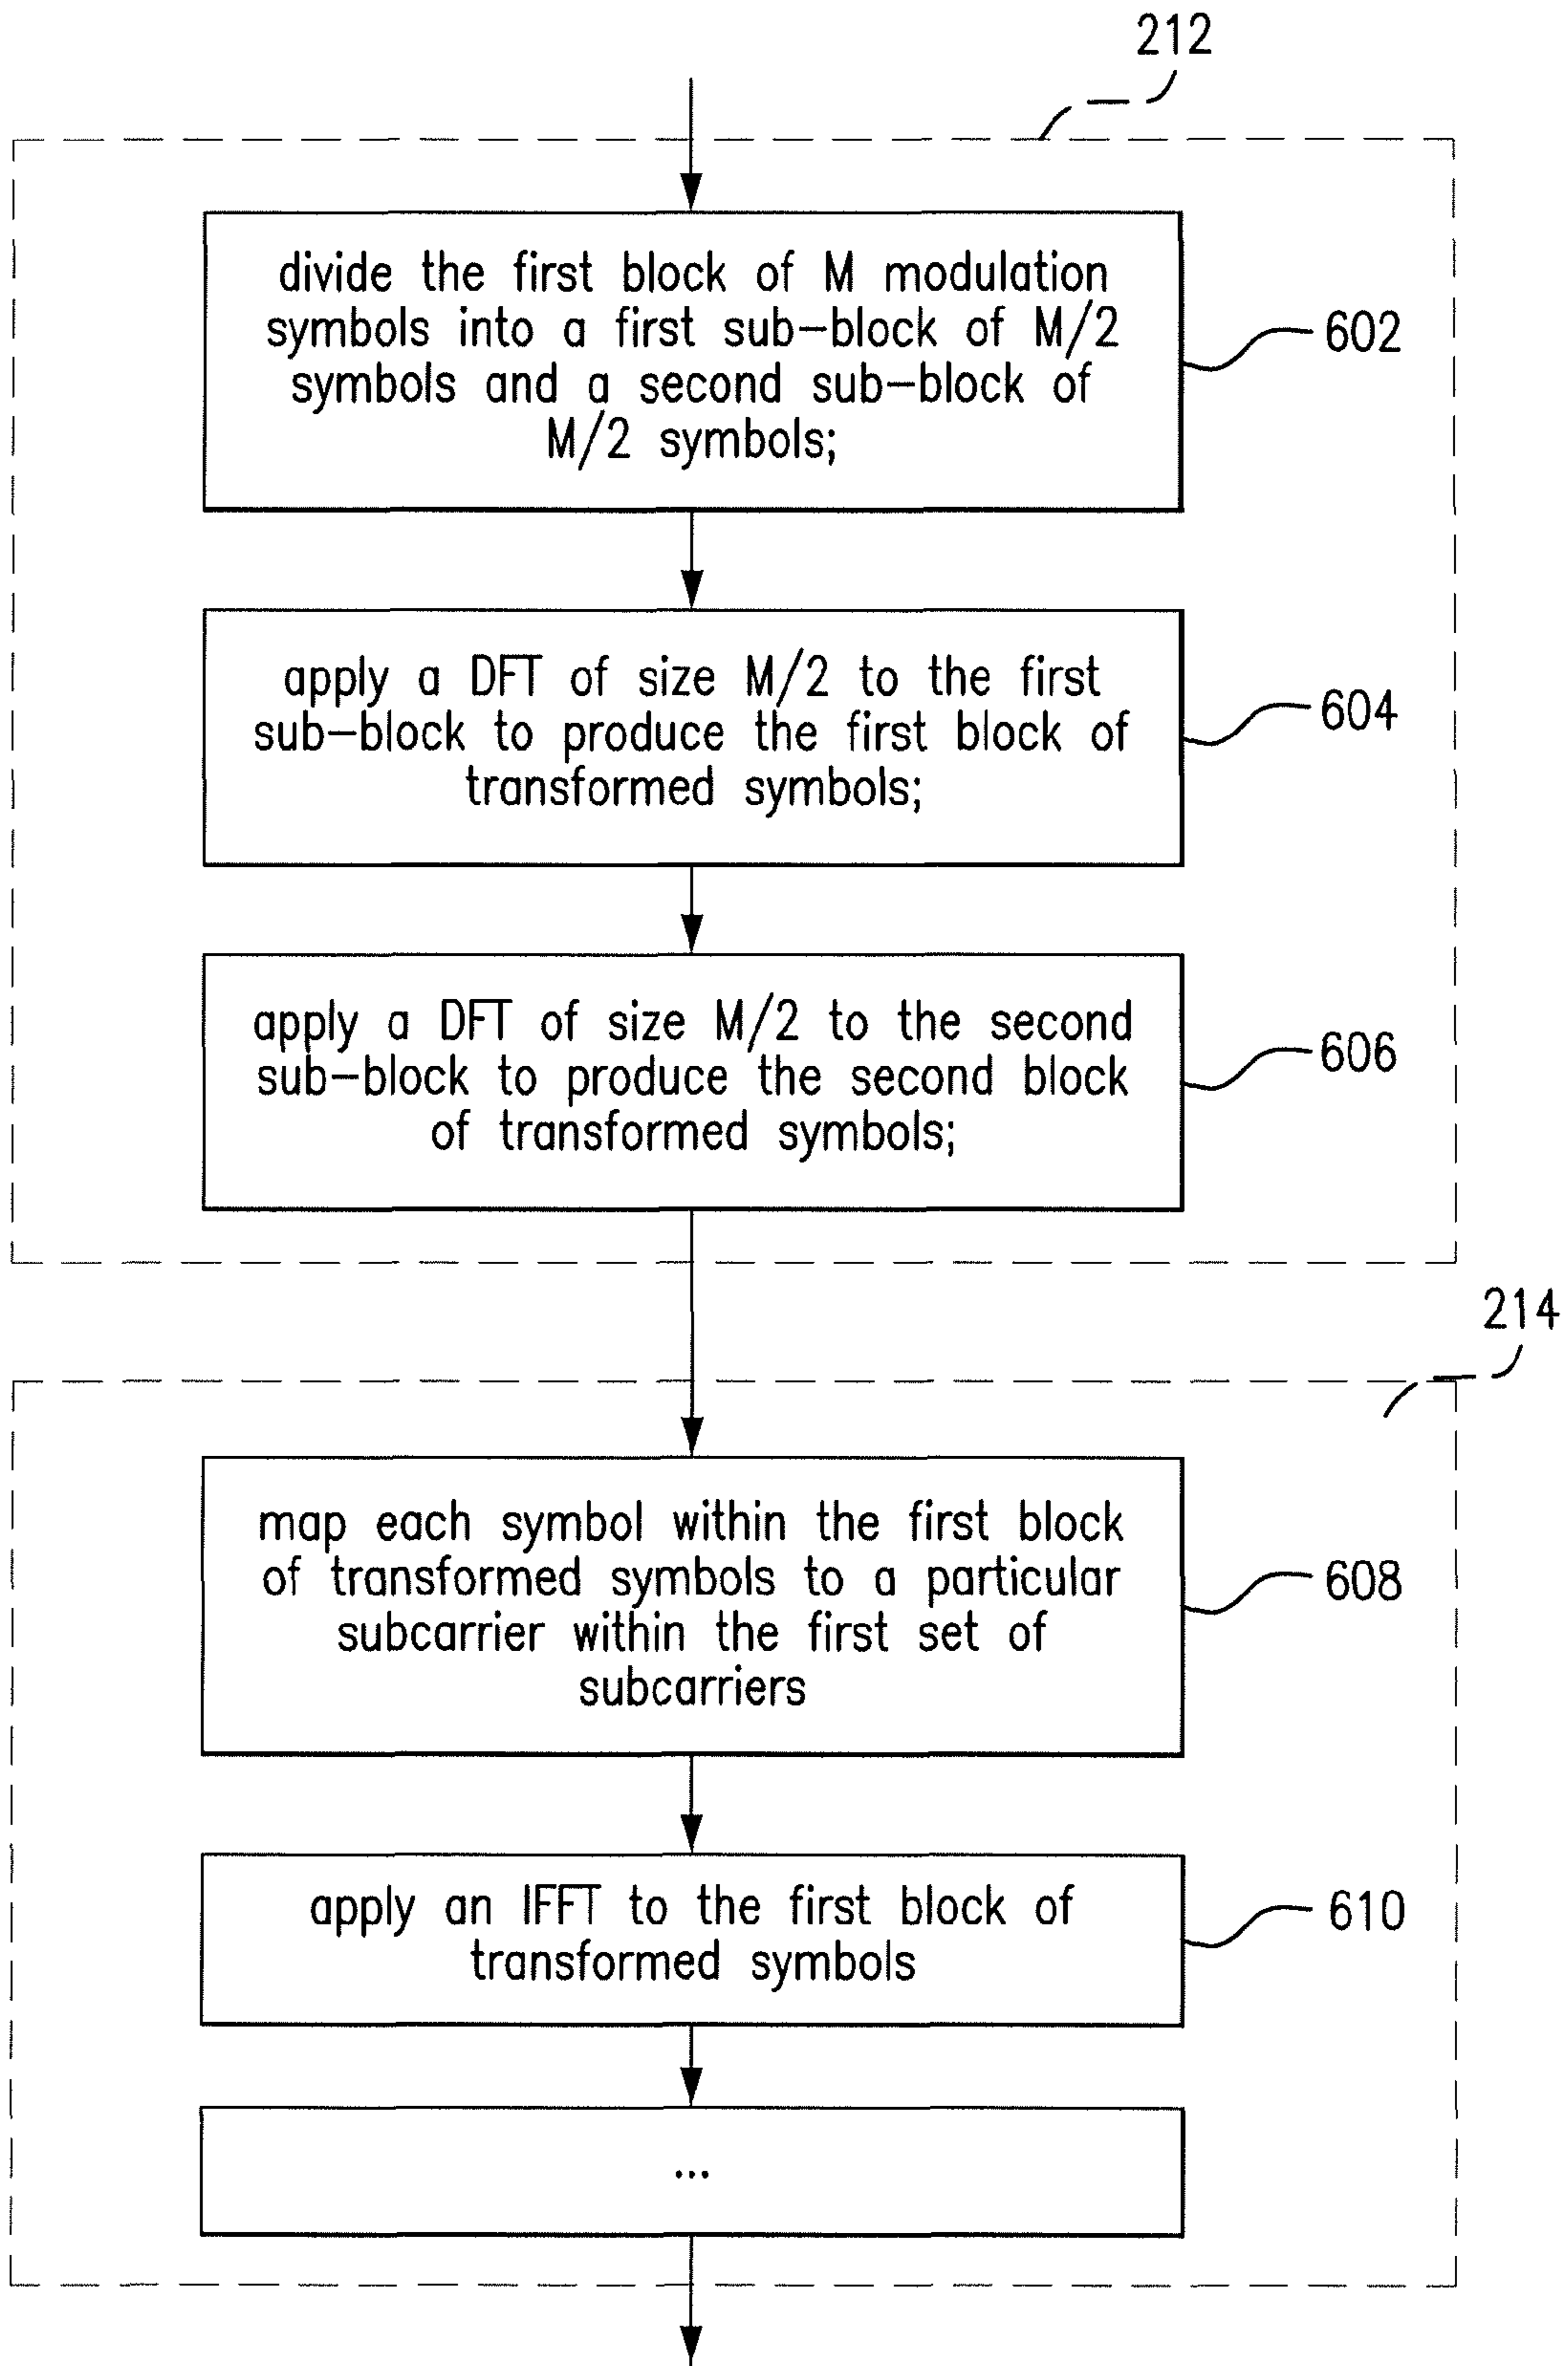 212
divide the first block of M modulation
symbols into a first sub-block of M/2
symbols and a second sub-block of
M/2 symbols;
602
apply a DFT of size M/2 to the first
sub-block to produce the first block of
transformed symbols;
604
apply a DFT of size M/2 to the second
sub-block to produce the second block
of transformed symbols;
606
214
map each symbol within the first block
of transformed symbols to a particular
subcarrier within the first set of
subcarriers
608
apply an IFFT to the first block of
transformed symbols
610
...